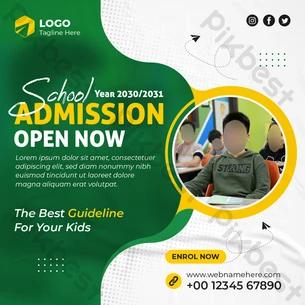 LOGO
Tagline Here
School
Year 2030/2031
ADMISSION
OPEN NOW
Lorem ipsum dolor sit amet, consectetuer
adipiscing elit, sed diam nonummy nibh
euismod tincidunt ut laoreet dolore
magna aliquam erat volutpat.
STRONG
The Best Guideline
For Your Kids
ENROL NOW
www.webnamehere.com
+00 12345 67890
Pikbest